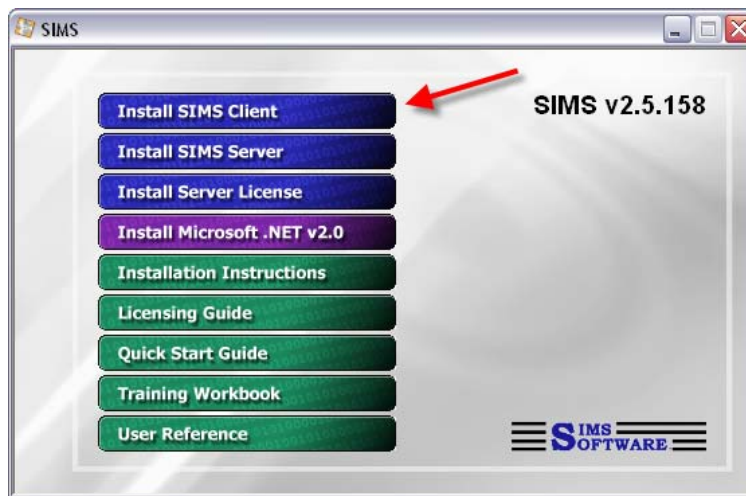 SIMS
SIMS v2.5.158
Install SIMS Client
Install SIMS Server
Install Server License
Install Microsoft .NET v2.0
Installation Instructions
Licensing Guide
Quick Start Guide
Training Workbook
User Reference
SIMS
SOFTWARE